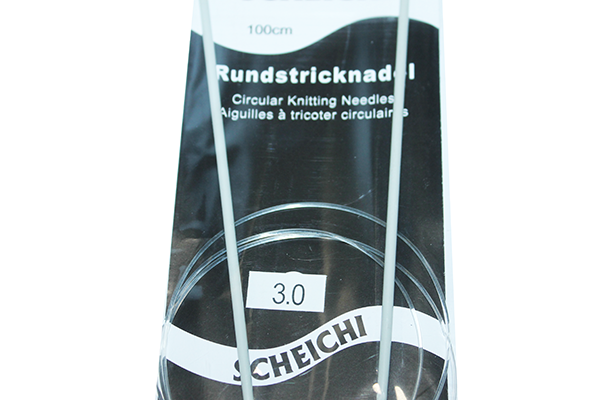 100cm
Rundstricknadel
Circular Knitting Needles
Aiguilles à tricoter circulaires
3.0
SCHEICHI